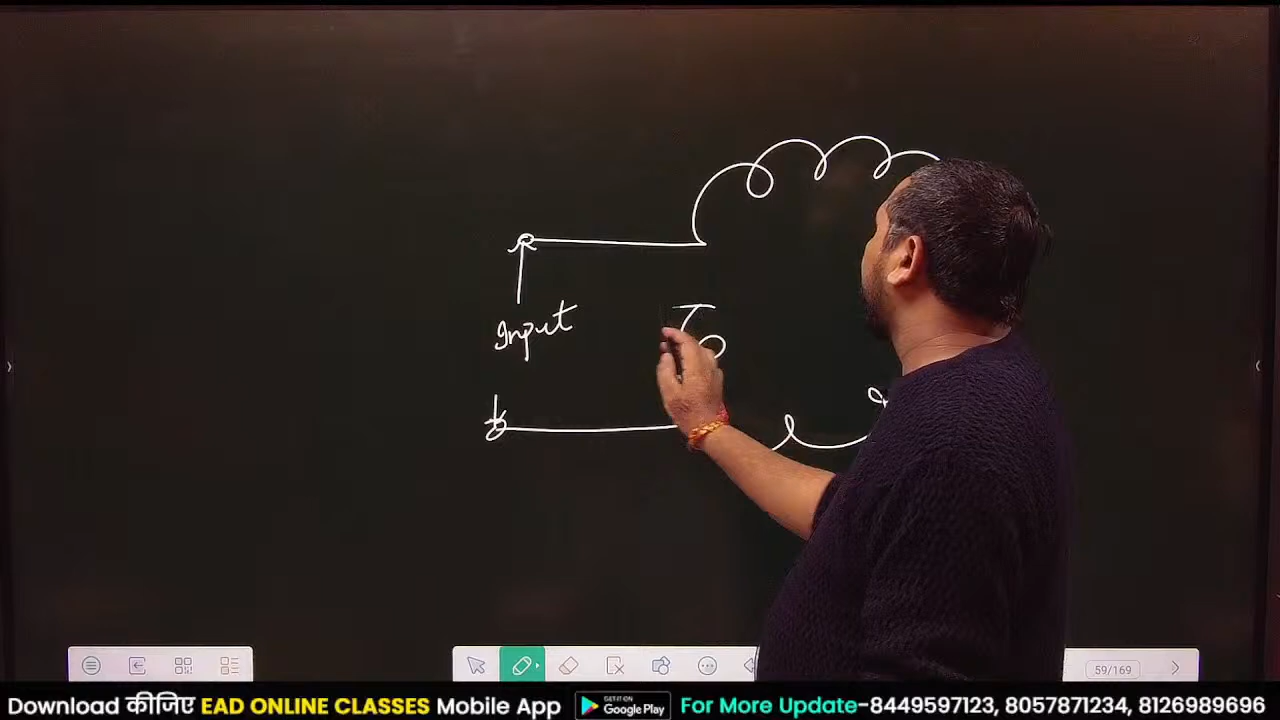 Input
59/169
Download कीजिए EAD ONLINE CLASSES Mobile App GET IT ON Google Play For More Update-8449597123, 8057871234, 8126989696